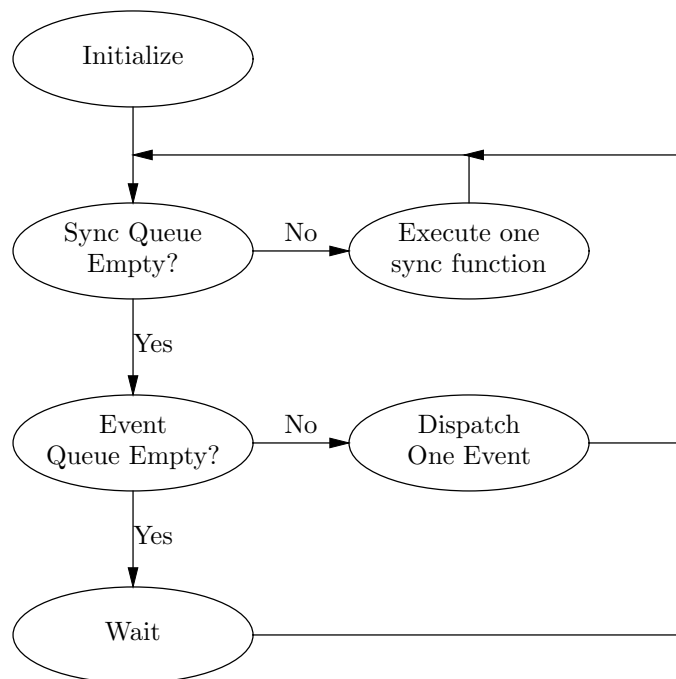 Initialize
Sync Queue
Empty?
No
Execute one
sync function
Yes
Event
Queue Empty?
No
Dispatch
One Event
Yes
Wait